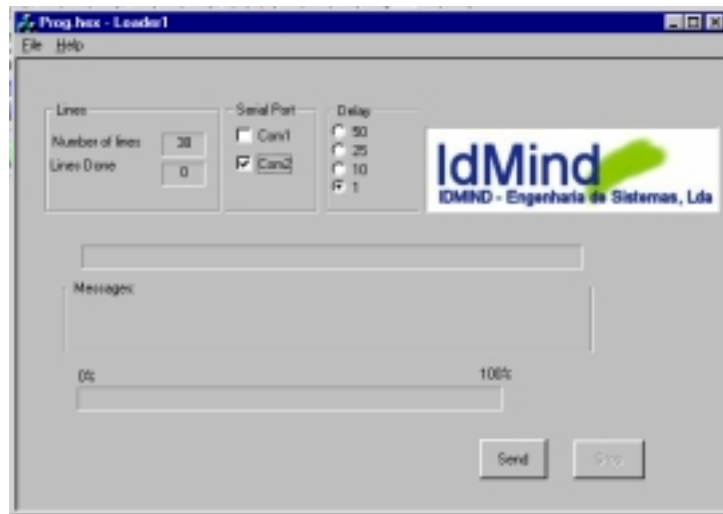 Prog.hex - Loader1
File Help
Lines
Number of lines 38
Lines Done 0
Serial Port
Com1
Com2
Delay
50
25
10
1
IdMind
IDMIND - Engenharia de Sistemas, Lda
Messages:
0% 100%
Send